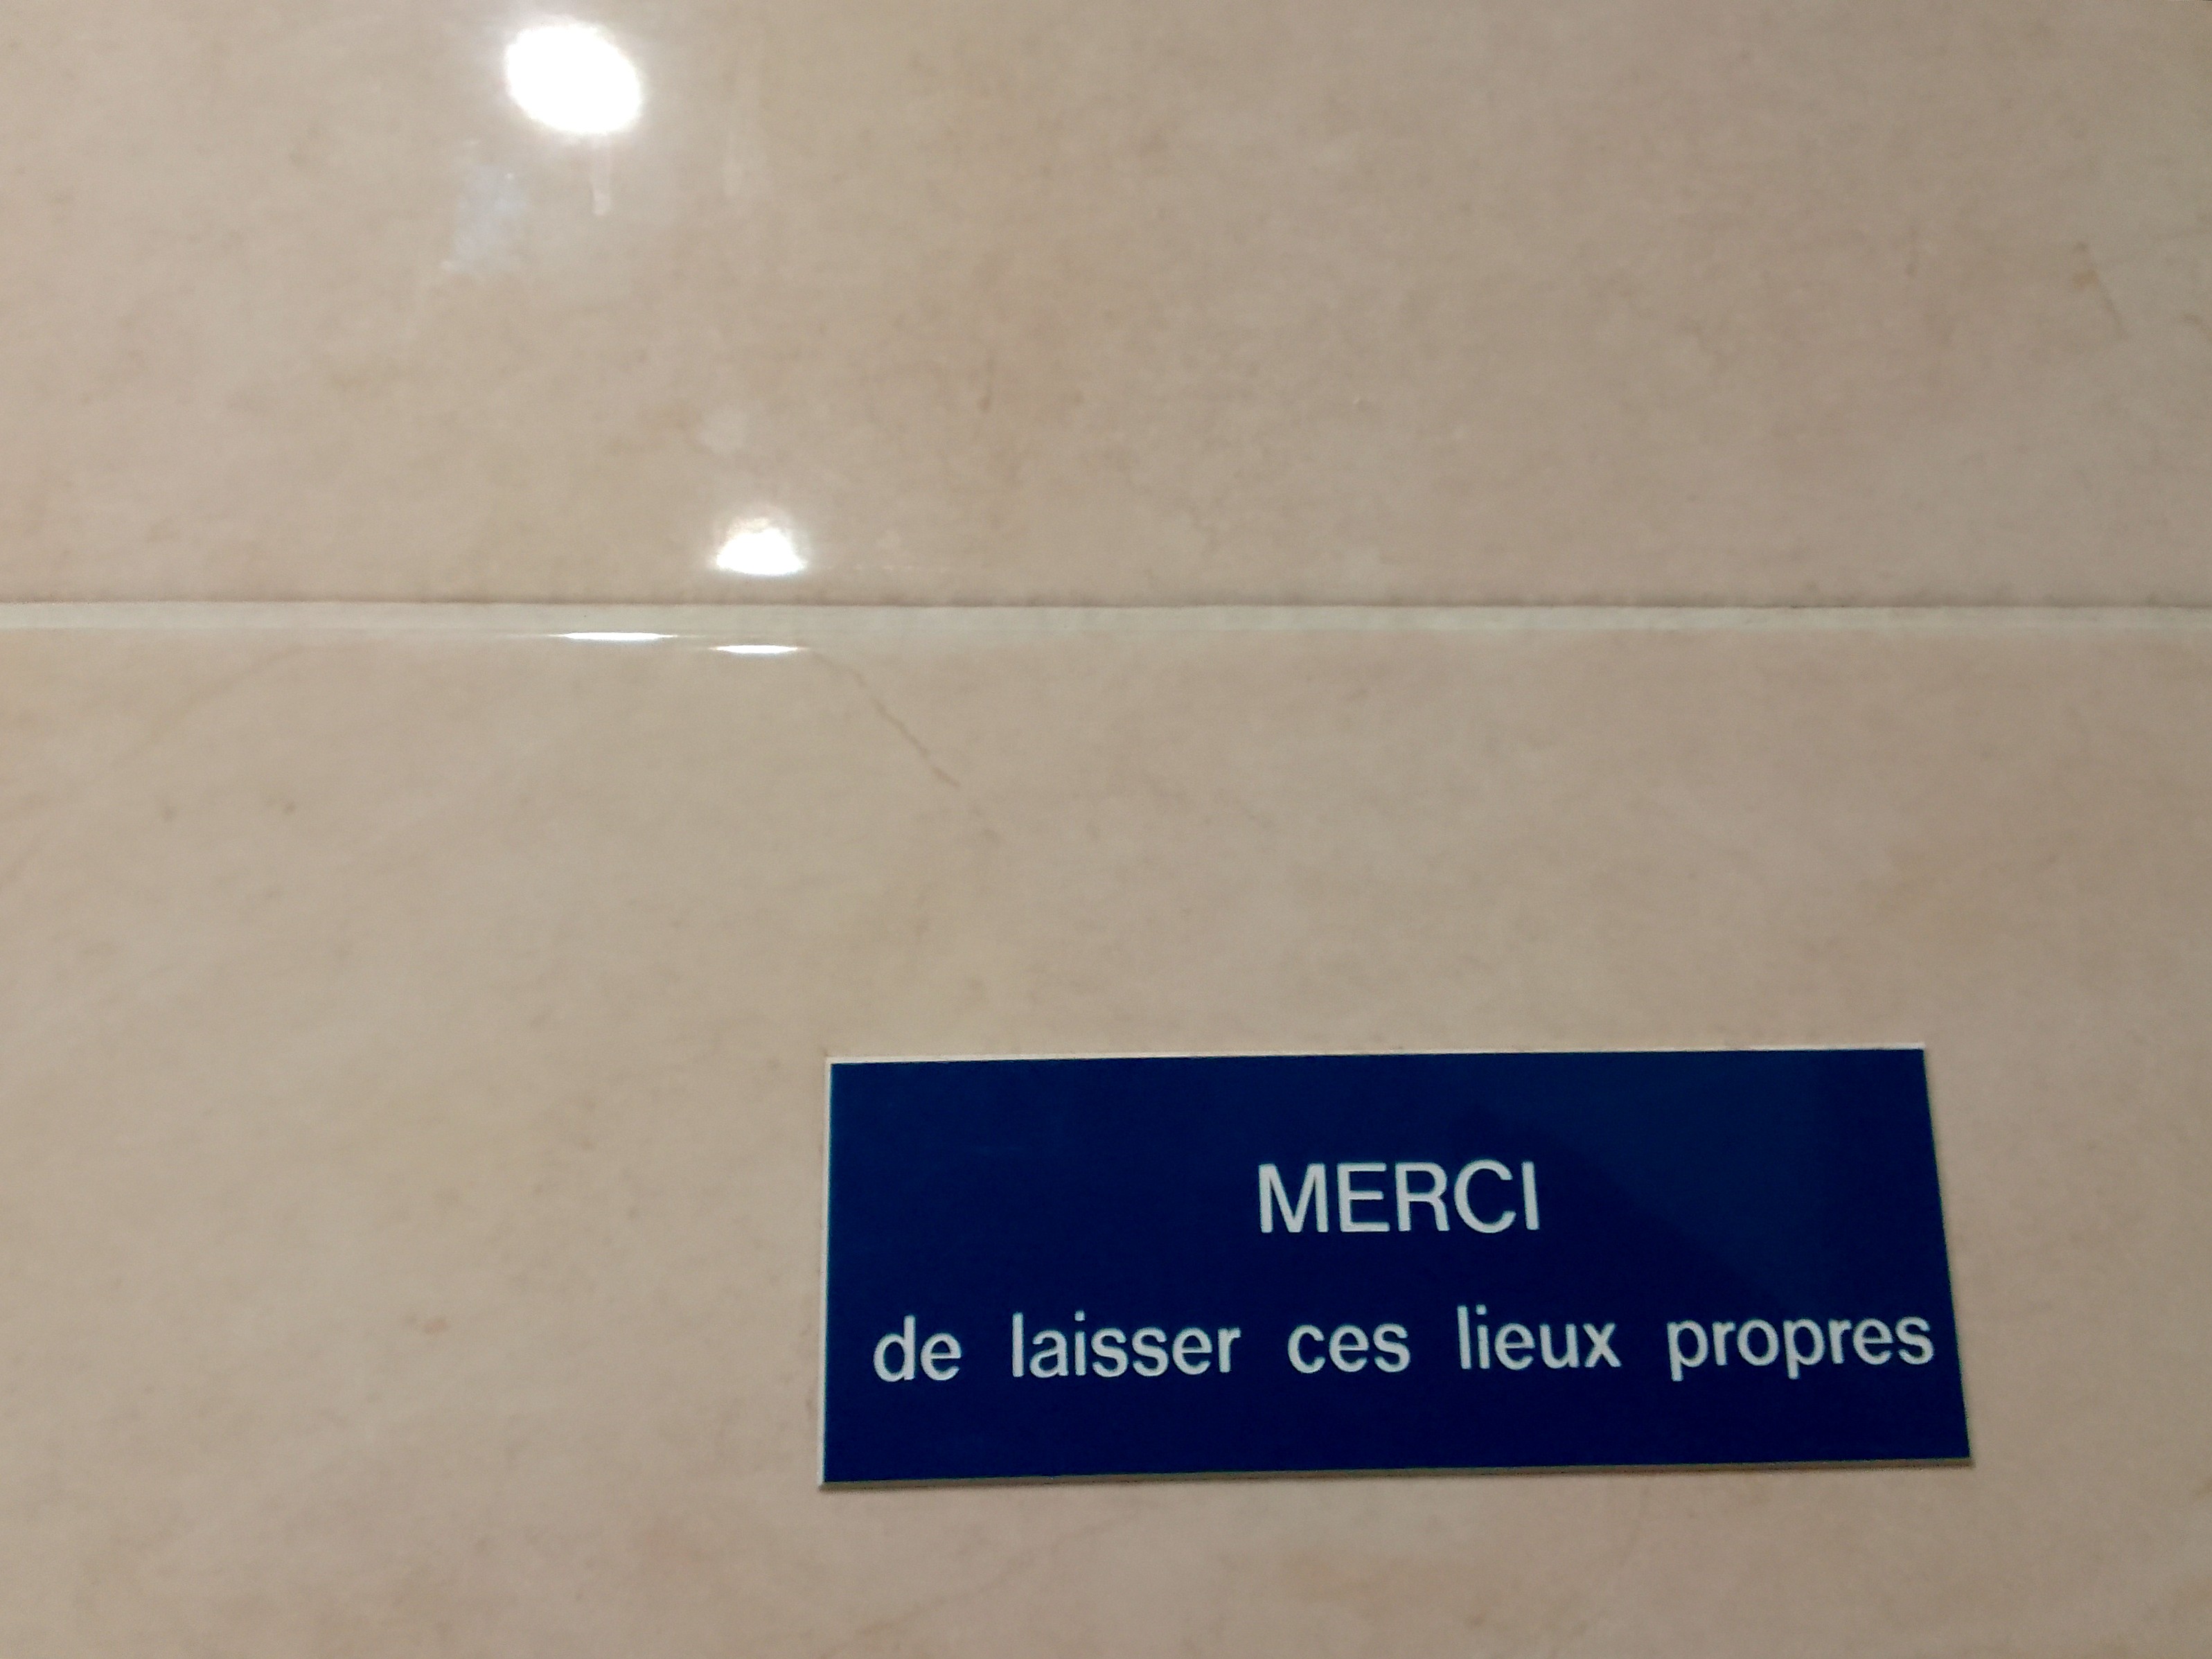 MERCI
de laisser ces lieux propres